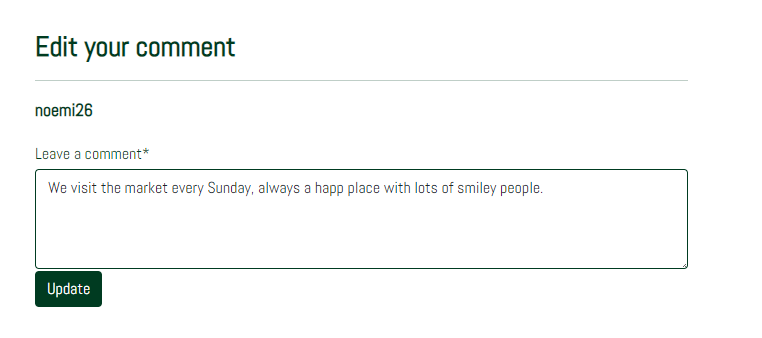 Edit your comment
noemi26
Leave a comment*
We visit the market every Sunday, always a happ place with lots of smiley people.
Update